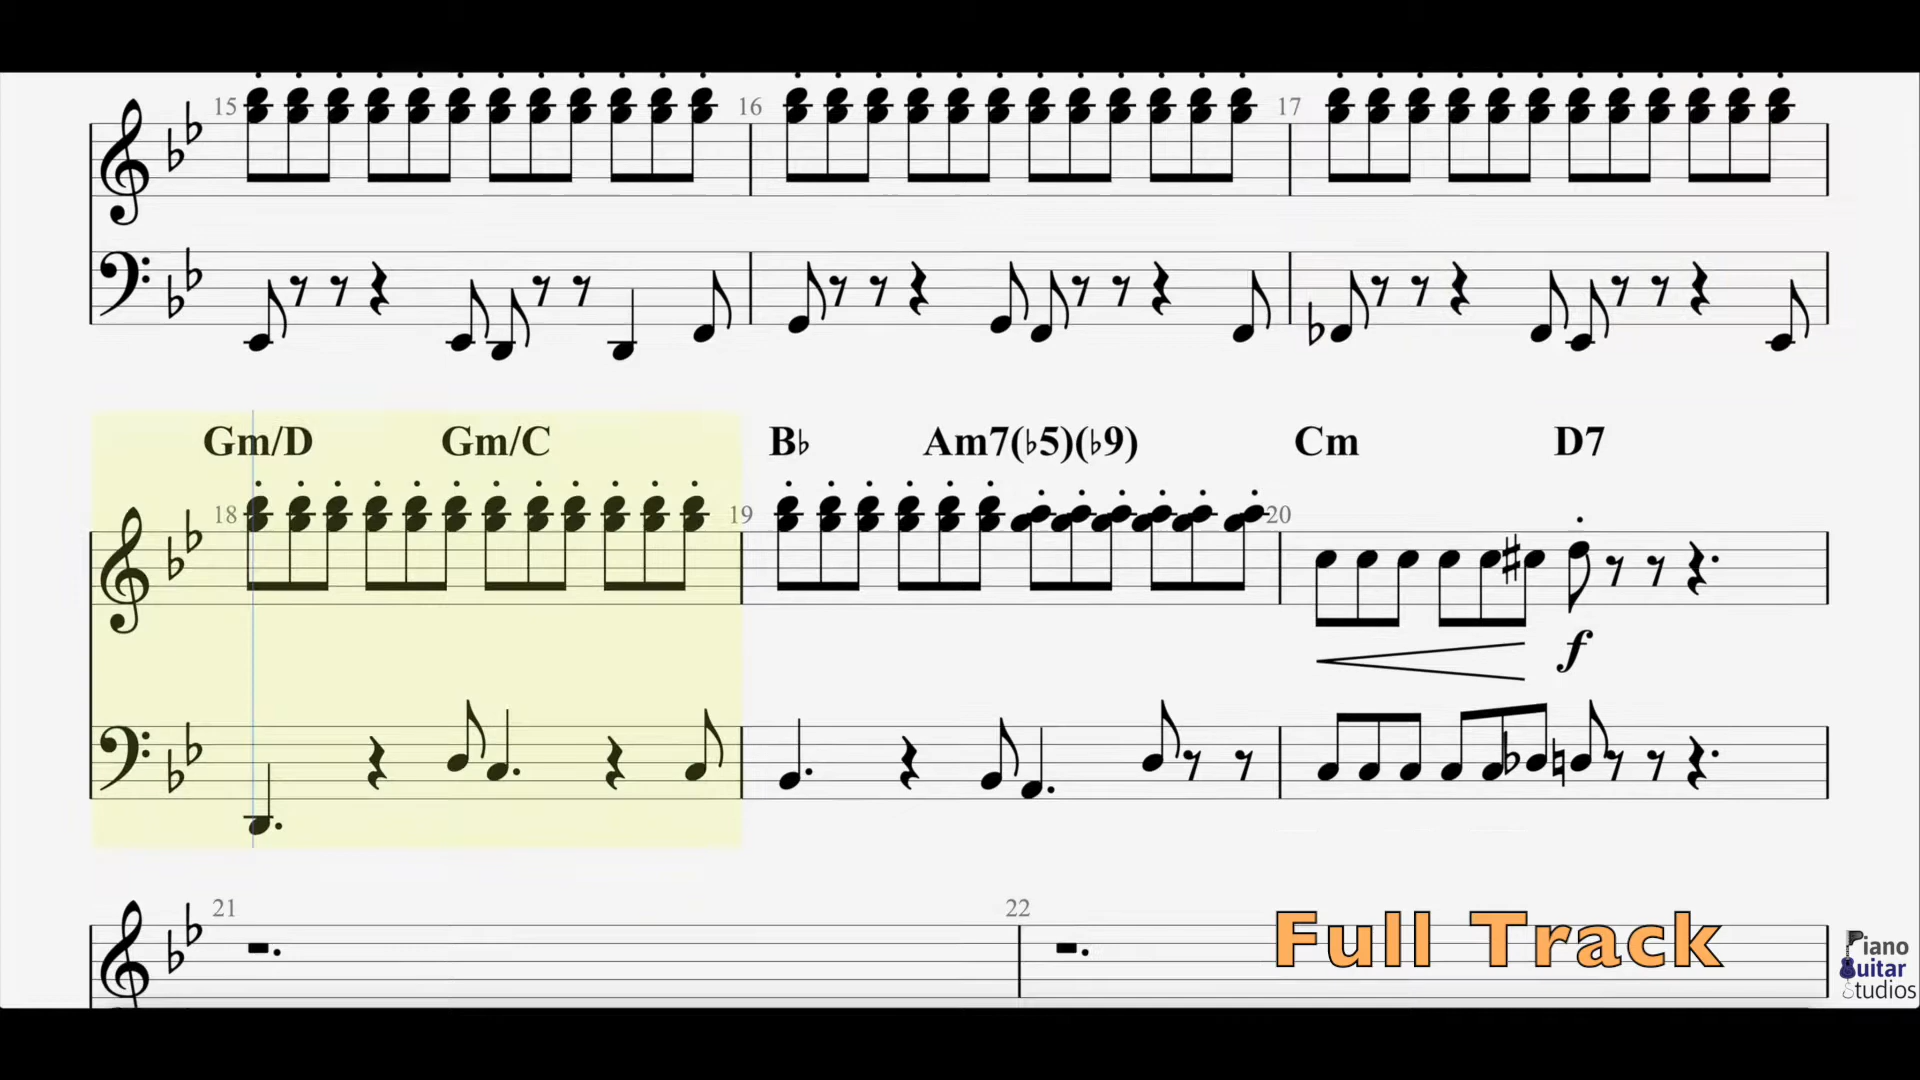 15 16 17
Gm/D Gm/C B♭ Am7(♭5)(♭9) Cm D7
18 19 20
f
21 22
Full Track
Piano
Guitar
Studios